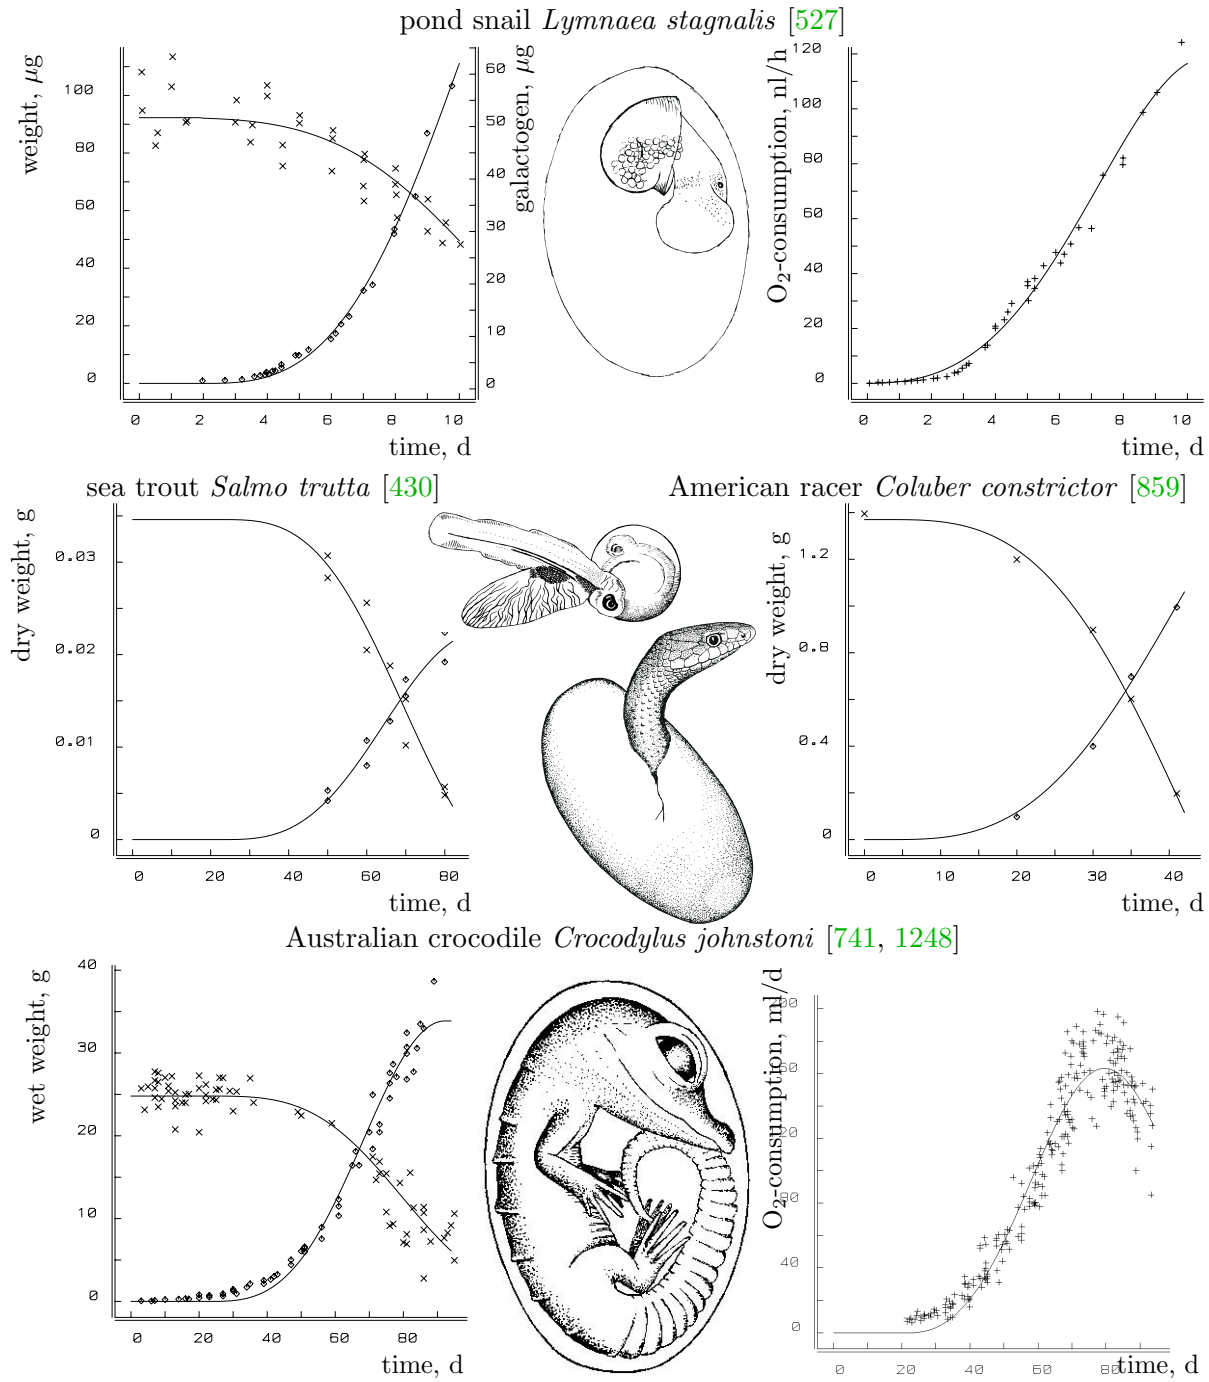 pond snail Lymnaea stagnalis [527]
weight, μg
100
80
60
40
20
0
0 2 4 6 8 10
time, d
galactogen, μg
60
50
40
30
20
10
0
O2-consumption, nl/h
120
100
80
60
40
20
0
0 2 4 6 8 10
time, d
sea trout Salmo trutta [430]
dry weight, g
0.03
0.02
0.01
0
0 20 40 60 80
time, d
American racer Coluber constrictor [859]
dry weight, g
1.2
0.8
0.4
0
0 20 40
time, d
Australian crocodile Crocodylus johnstoni [741, 1248]
wet weight, g
40
30
20
10
0
0 20 40 60 80
time, d
O2-consumption, ml/d
200
160
120
80
40
0
0 20 40 60 80
time, d